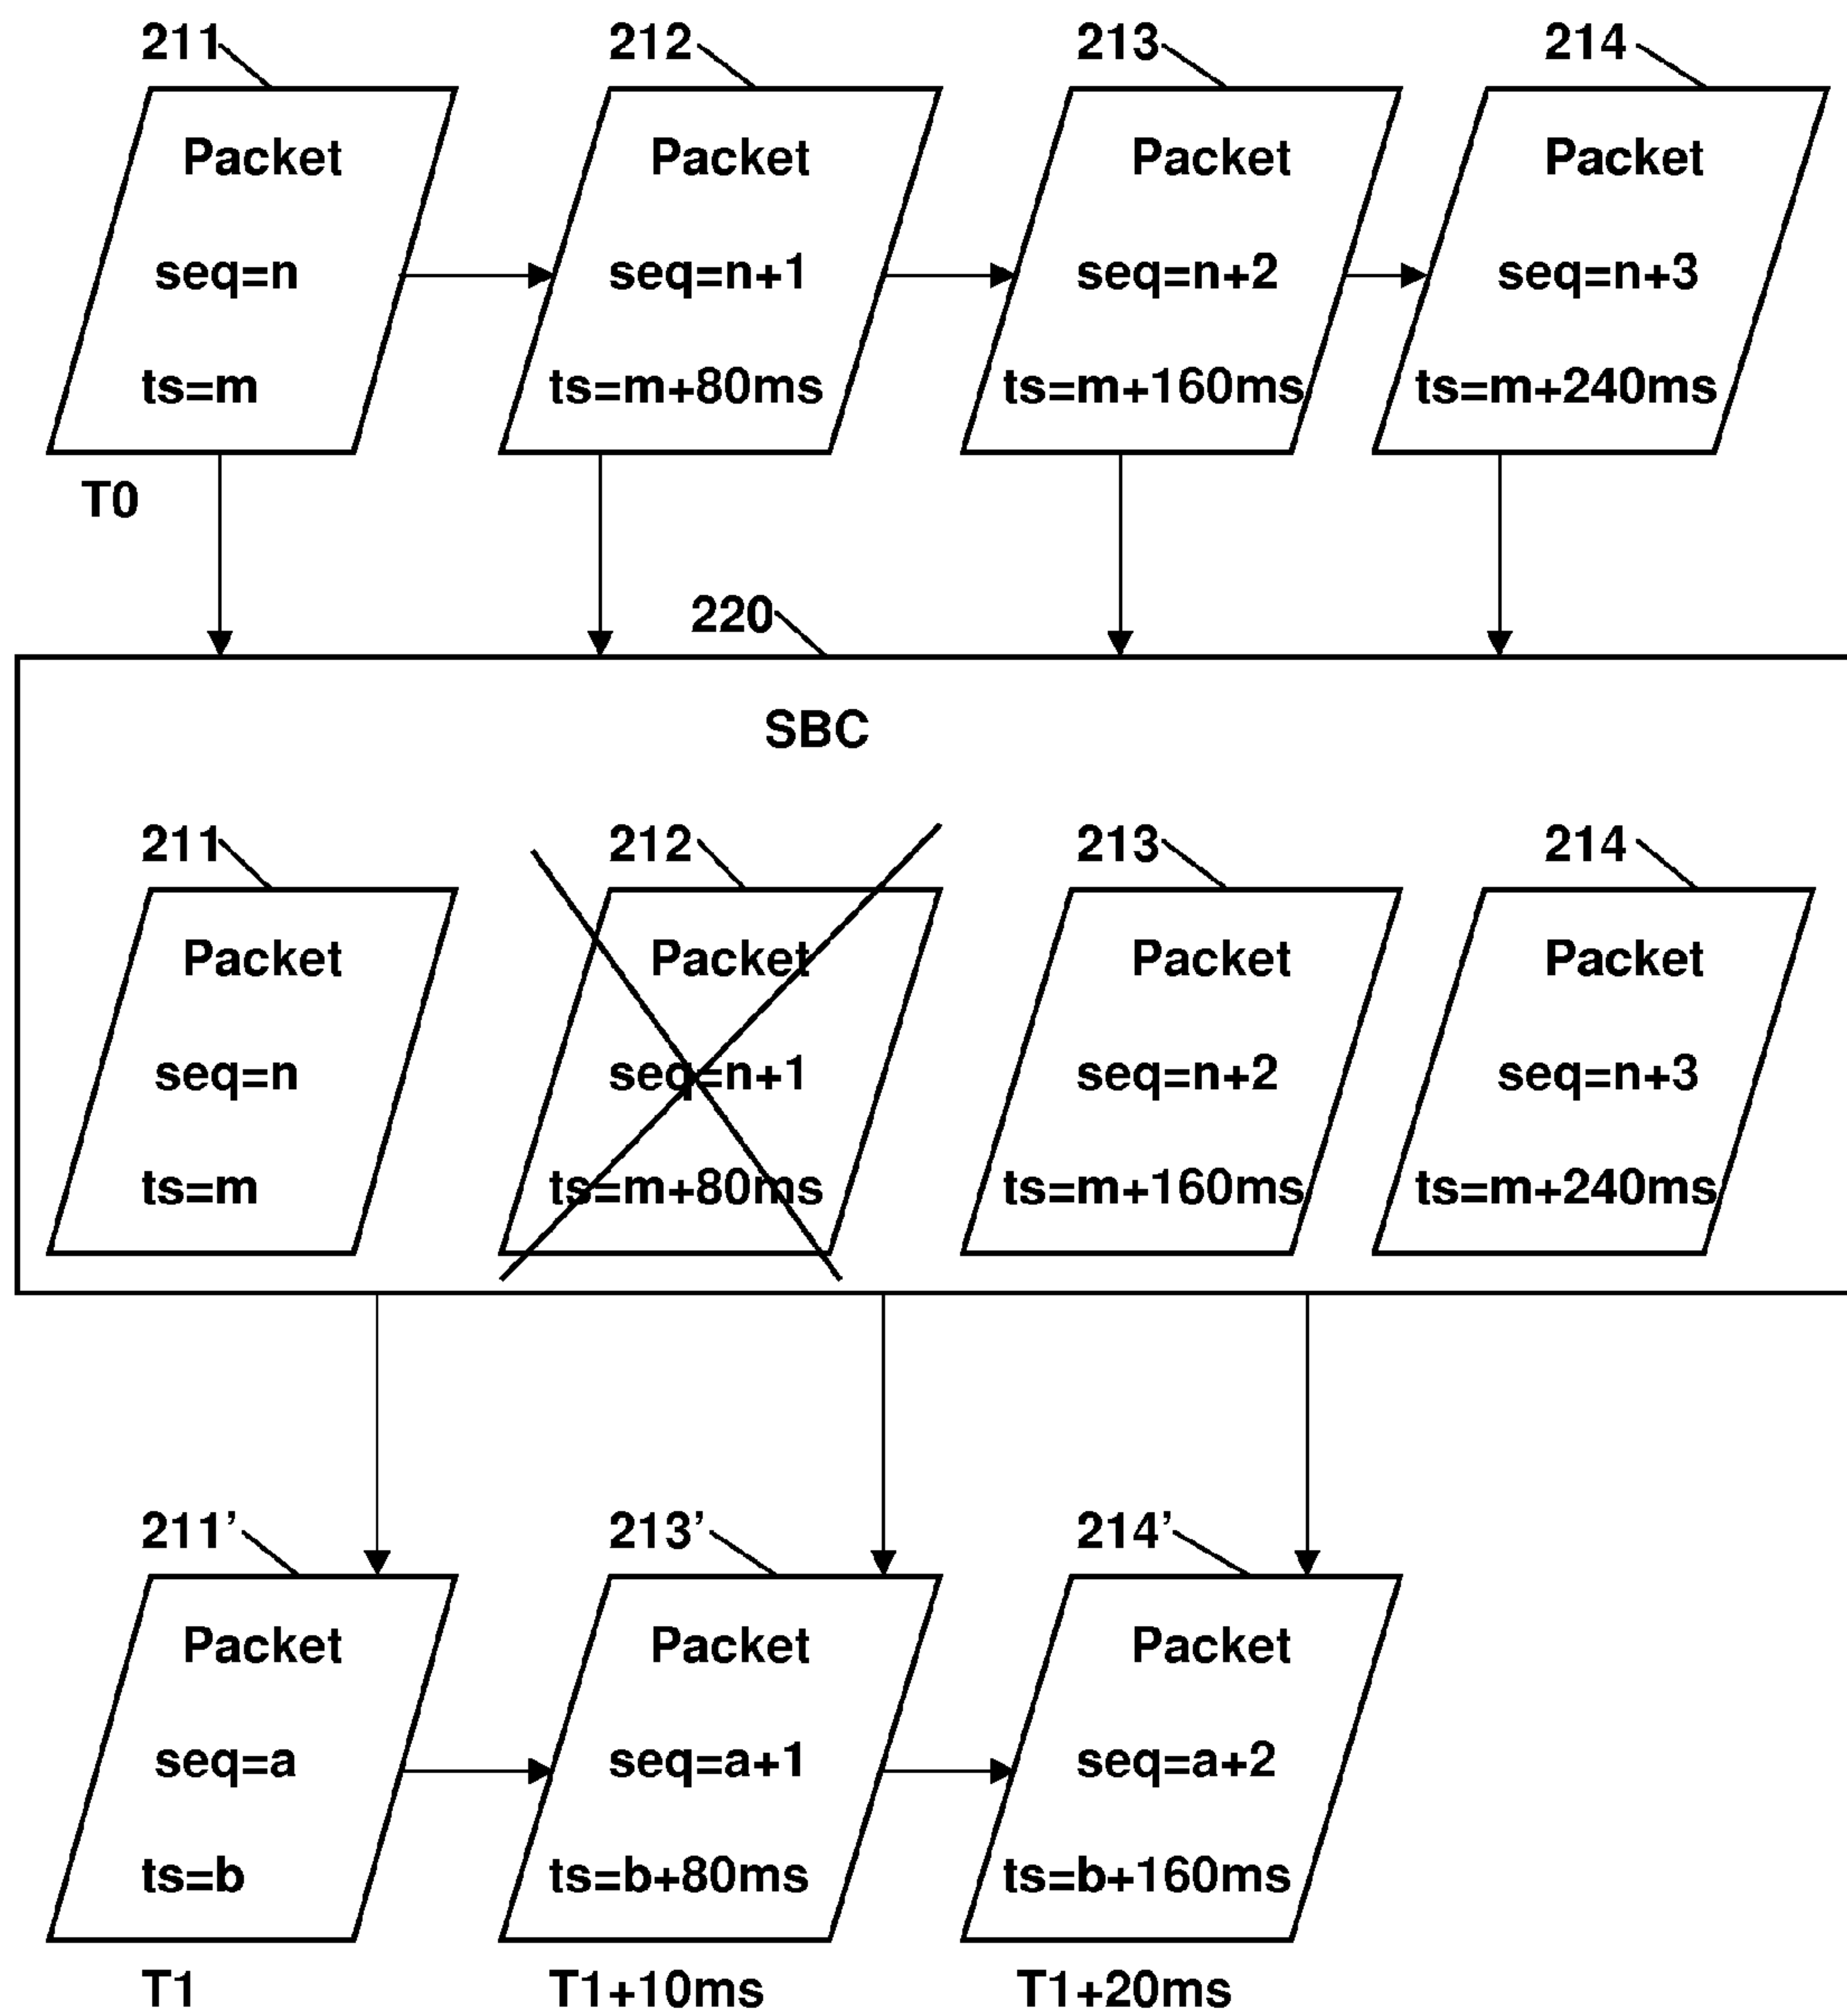 211 212 213 214
Packet Packet Packet Packet
seq=n seq=n+1 seq=n+2 seq=n+3
ts=m ts=m+80ms ts=m+160ms ts=m+240ms
T0
220
SBC
211 212 213 214
Packet Packet Packet Packet
seq=n seq=n+1 seq=n+2 seq=n+3
ts=m ts=m+80ms ts=m+160ms ts=m+240ms
211’ 213’ 214’
Packet Packet Packet
seq=a seq=a+1 seq=a+2
ts=b ts=b+80ms ts=b+160ms
T1 T1+10ms T1+20ms